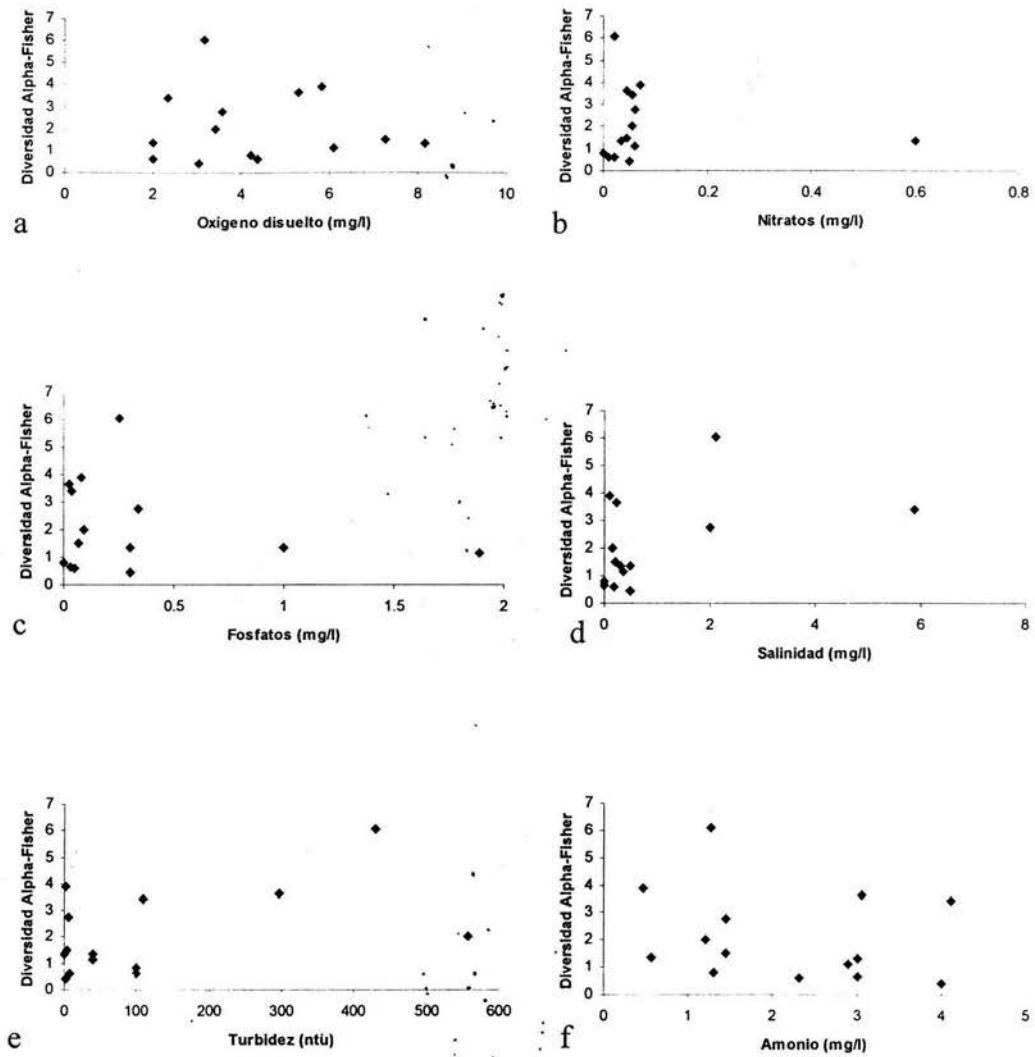 Diversidad Alpha-Fisher
7
6
5
4
3
2
1
0
0 2 4 6 8 10
a Oxigeno disuelto (mg/l)
Diversidad Alpha-Fisher
7
6
5
4
3
2
1
0
0 0.2 0.4 0.6 0.8
b Nitratos (mg/l)
Diversidad Alpha-Fisher
7
6
5
4
3
2
1
0
0 0.5 1 1.5 2
c Fosfatos (mg/l)
Diversidad Alpha-Fisher
7
6
5
4
3
2
1
0
0 2 4 6 8
d Salinidad (mg/l)
Diversidad Alpha-Fisher
7
6
5
4
3
2
1
0
0 100 200 300 400 500 600
e Turbidez (ntu)
Diversidad Alpha-Fisher
7
6
5
4
3
2
1
0
0 1 2 3 4 5
f Amonio (mg/l)